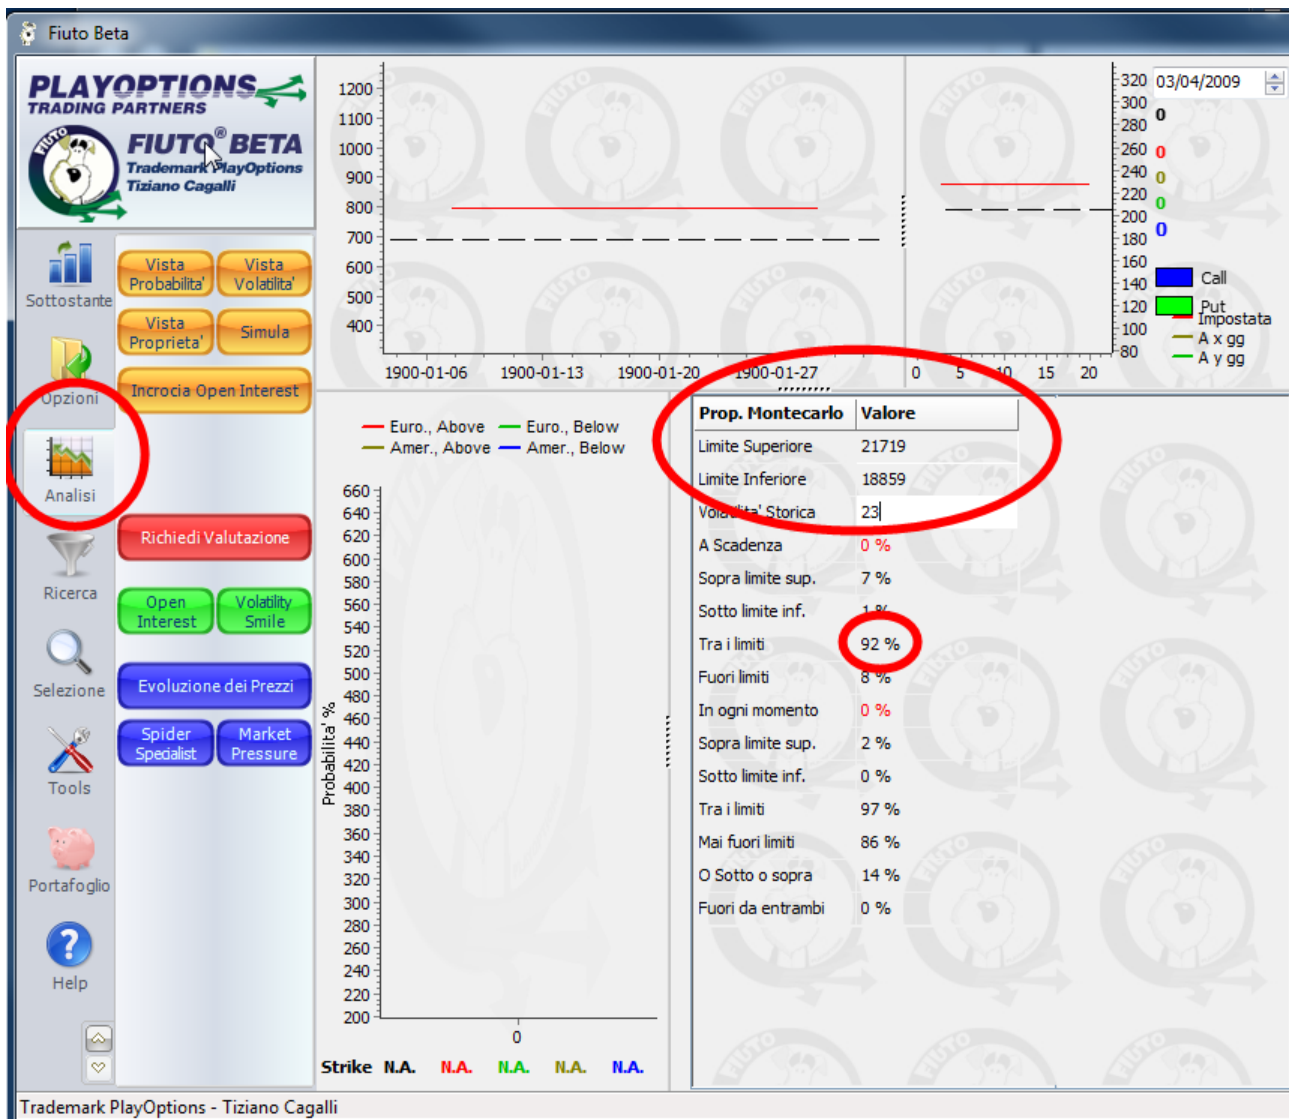 Fiuto Beta
PLAYOPTIONS
TRADING PARTNERS
FIUTO
FIUTO® BETA
Trademark PlayOptions
Tiziano Cagalli
Sottostante
Opzioni
Analisi
Ricerca
Selezione
Tools
Portafoglio
Help
Vista Probabilita'
Vista Volatilita'
Vista Proprieta'
Simula
Incrocia Open Interest
Richiedi Valutazione
Open Interest
Volatility Smile
Evoluzione dei Prezzi
Spider Specialist
Market Pressure
1200
1100
1000
900
800
700
600
500
400
1900-01-06 1900-01-13 1900-01-20 1900-01-27
320
300
280
260
240
220
200
180
160
140
120
100
80
0 5 10 15 20
03/04/2009
0
0
0
0
0
Call
Put
Impostata
A x gg
A y gg
Euro., Above Euro., Below
Amer., Above Amer., Below
Probabilita' %
660
640
620
600
580
560
540
520
500
480
460
440
420
400
380
360
340
320
300
280
260
240
220
200
0
Strike N.A. N.A. N.A. N.A. N.A.
Prop. Montecarlo Valore
Limite Superiore 21719
Limite Inferiore 18859
Volatilita' Storica 23
A Scadenza 0 %
Sopra limite sup. 7 %
Sotto limite inf. 1 %
Tra i limiti 92 %
Fuori limiti 8 %
In ogni momento 0 %
Sopra limite sup. 2 %
Sotto limite inf. 0 %
Tra i limiti 97 %
Mai fuori limiti 86 %
O Sotto o sopra 14 %
Fuori da entrambi 0 %
Trademark PlayOptions - Tiziano Cagalli